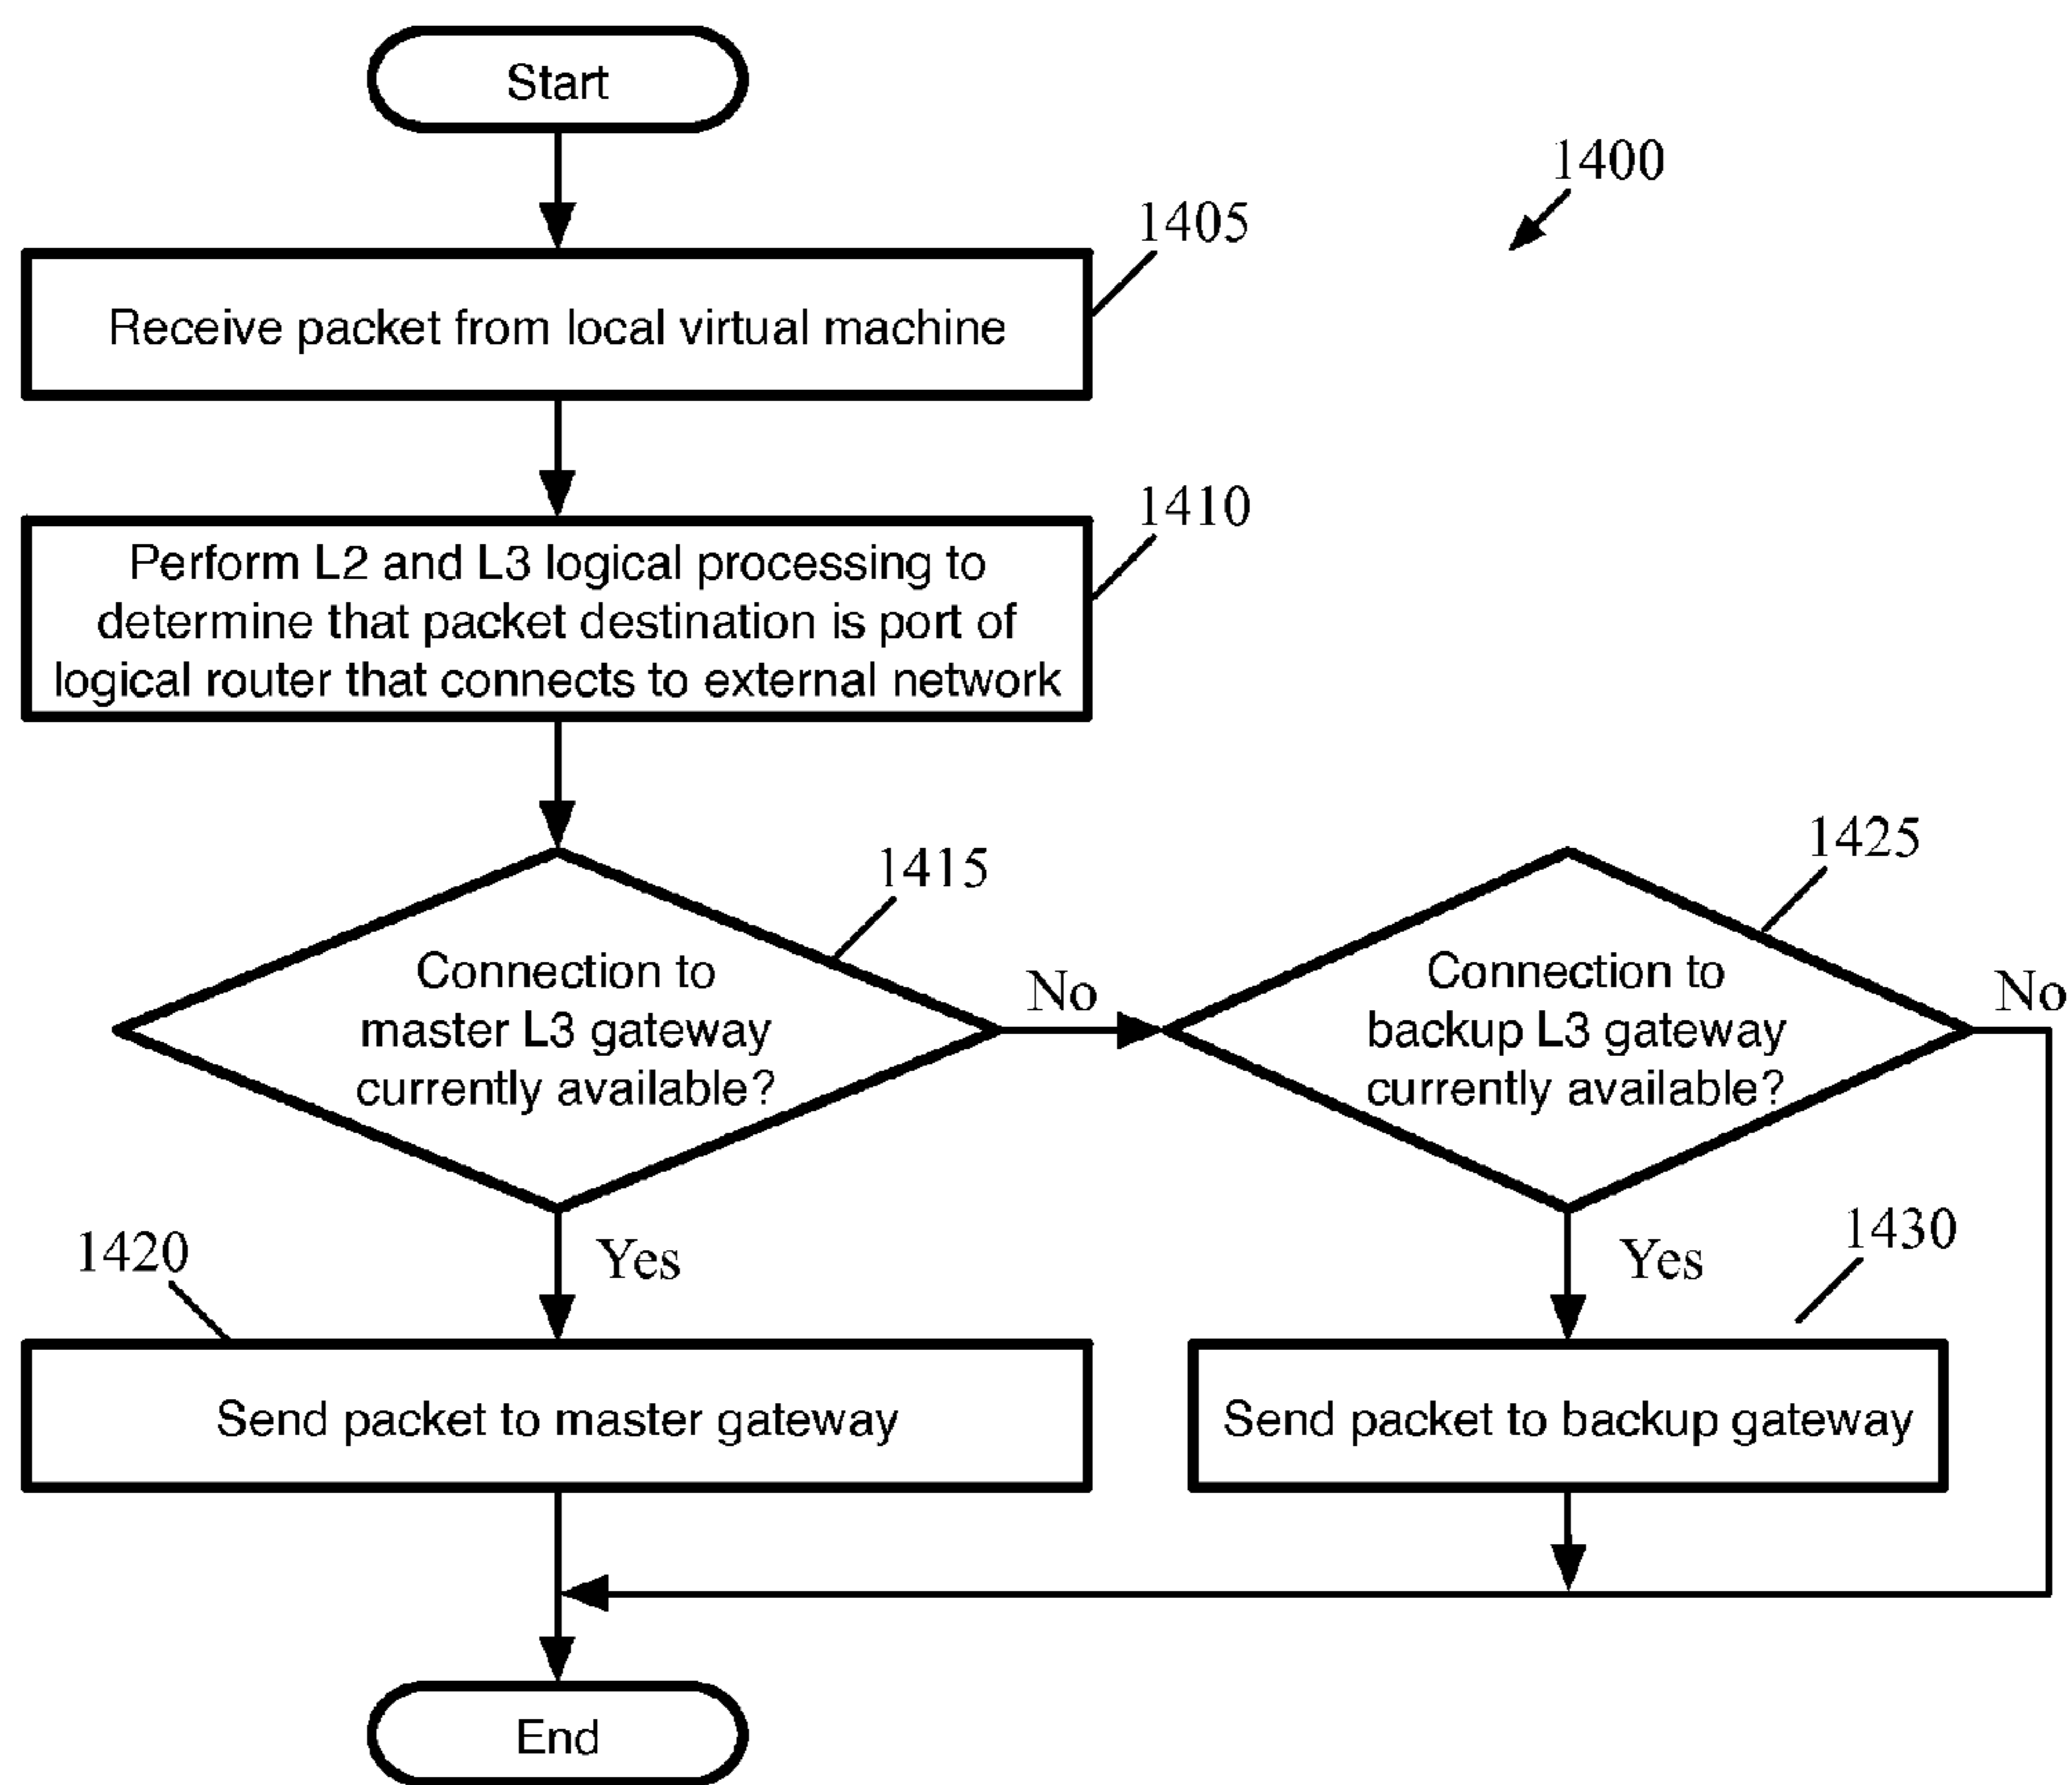 Start
1400
1405
Receive packet from local virtual machine
1410
Perform L2 and L3 logical processing to
determine that packet destination is port of
logical router that connects to external network
1415
Connection to
master L3 gateway
currently available?
No
1425
Connection to
backup L3 gateway
currently available?
No
1420
Yes
Send packet to master gateway
Yes
1430
Send packet to backup gateway
End